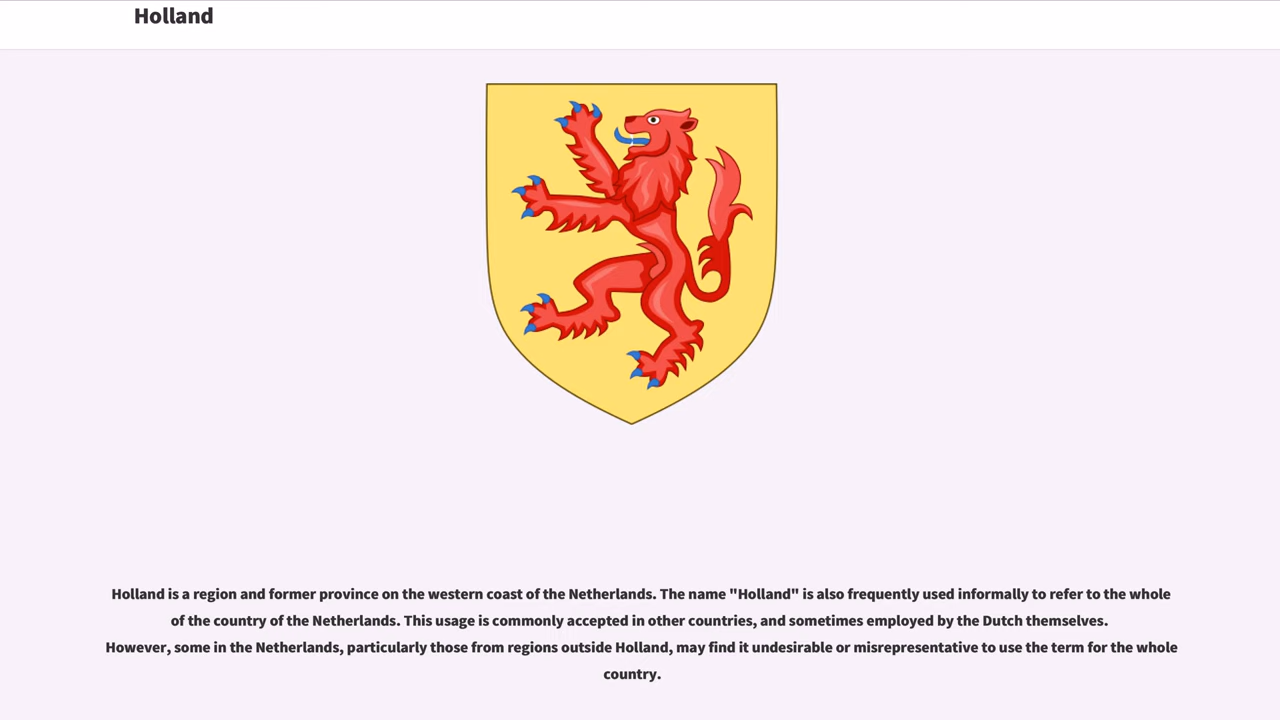 Holland
Holland is a region and former province on the western coast of the Netherlands. The name "Holland" is also frequently used informally to refer to the whole
of the country of the Netherlands. This usage is commonly accepted in other countries, and sometimes employed by the Dutch themselves.
However, some in the Netherlands, particularly those from regions outside Holland, may find it undesirable or misrepresentative to use the term for the whole
country.